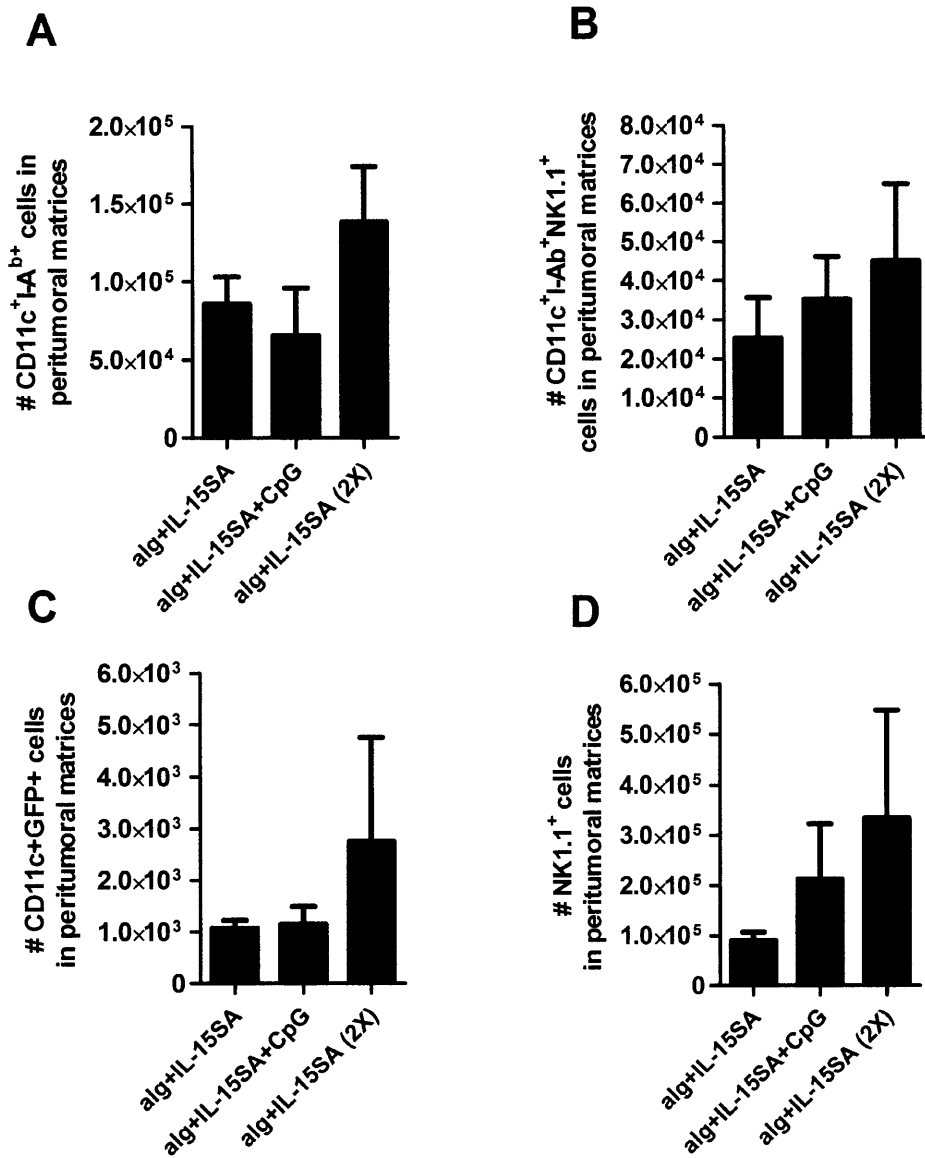 A
# CD11c⁺I-Aᵇ⁺ cells in
peritumoral matrices
2.0×10⁵
1.5×10⁵
1.0×10⁵
5.0×10⁴
0
alg+IL-15SA
alg+IL-15SA+CpG
alg+IL-15SA (2X)
B
# CD11c⁺I-Ab⁺NK1.1⁺
cells in peritumoral matrices
8.0×10⁴
7.0×10⁴
6.0×10⁴
5.0×10⁴
4.0×10⁴
3.0×10⁴
2.0×10⁴
1.0×10⁴
0
alg+IL-15SA
alg+IL-15SA+CpG
alg+IL-15SA (2X)
C
# CD11c+GFP+ cells
in peritumoral matrices
6.0×10³
5.0×10³
4.0×10³
3.0×10³
2.0×10³
1.0×10³
0
alg+IL-15SA
alg+IL-15SA+CpG
alg+IL-15SA (2X)
D
# NK1.1⁺ cells
in peritumoral matrices
6.0×10⁵
5.0×10⁵
4.0×10⁵
3.0×10⁵
2.0×10⁵
1.0×10⁵
0
alg+IL-15SA
alg+IL-15SA+CpG
alg+IL-15SA (2X)